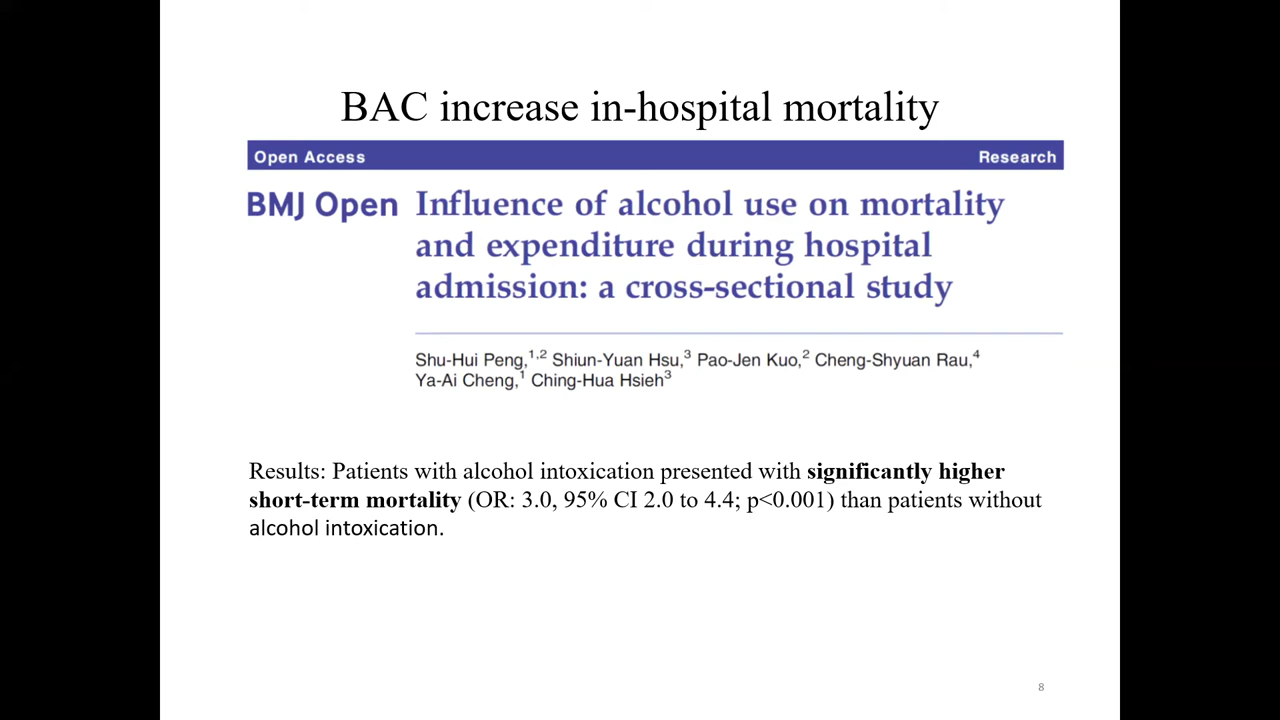 BAC increase in-hospital mortality
Open Access Research
BMJ Open Influence of alcohol use on mortality
and expenditure during hospital
admission: a cross-sectional study
Shu-Hui Peng,1,2 Shiun-Yuan Hsu,3 Pao-Jen Kuo,2 Cheng-Shyuan Rau,4
Ya-Ai Cheng,1 Ching-Hua Hsieh3
Results: Patients with alcohol intoxication presented with significantly higher
short-term mortality (OR: 3.0, 95% CI 2.0 to 4.4; p<0.001) than patients without
alcohol intoxication.
8